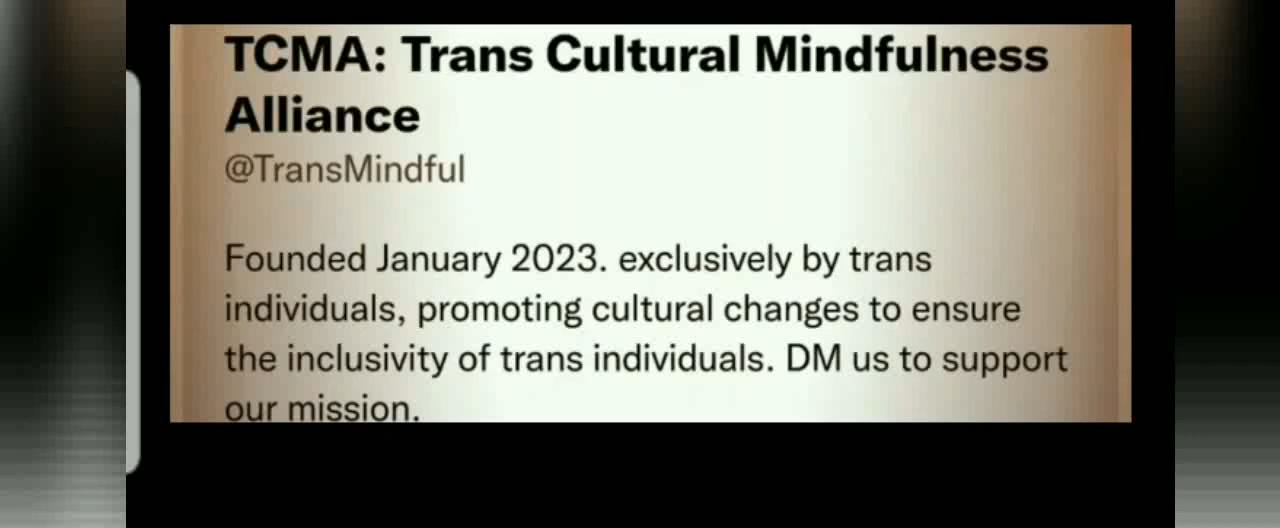 TCMA: Trans Cultural Mindfulness
Alliance
@TransMindful
Founded January 2023. exclusively by trans
individuals, promoting cultural changes to ensure
the inclusivity of trans individuals. DM us to support
our mission.